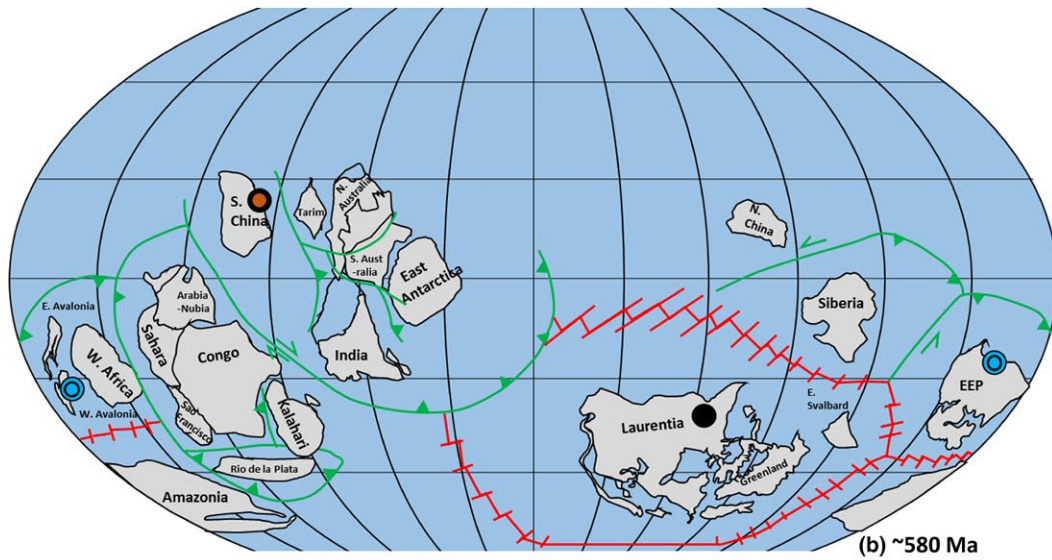 N.
Australia
S.
China
Tarim
N.
China
S. Aust
-ralia
East
Antarctica
Arabia
-Nubia
Siberia
E. Avalonia
Sahara
W. Africa
Congo
India
EEP
W. Avalonia
Sao
Francisco
Kalahari
E.
Svalbard
Laurentia
Rio de la Plata
Greenland
Amazonia
(b) ~580 Ma